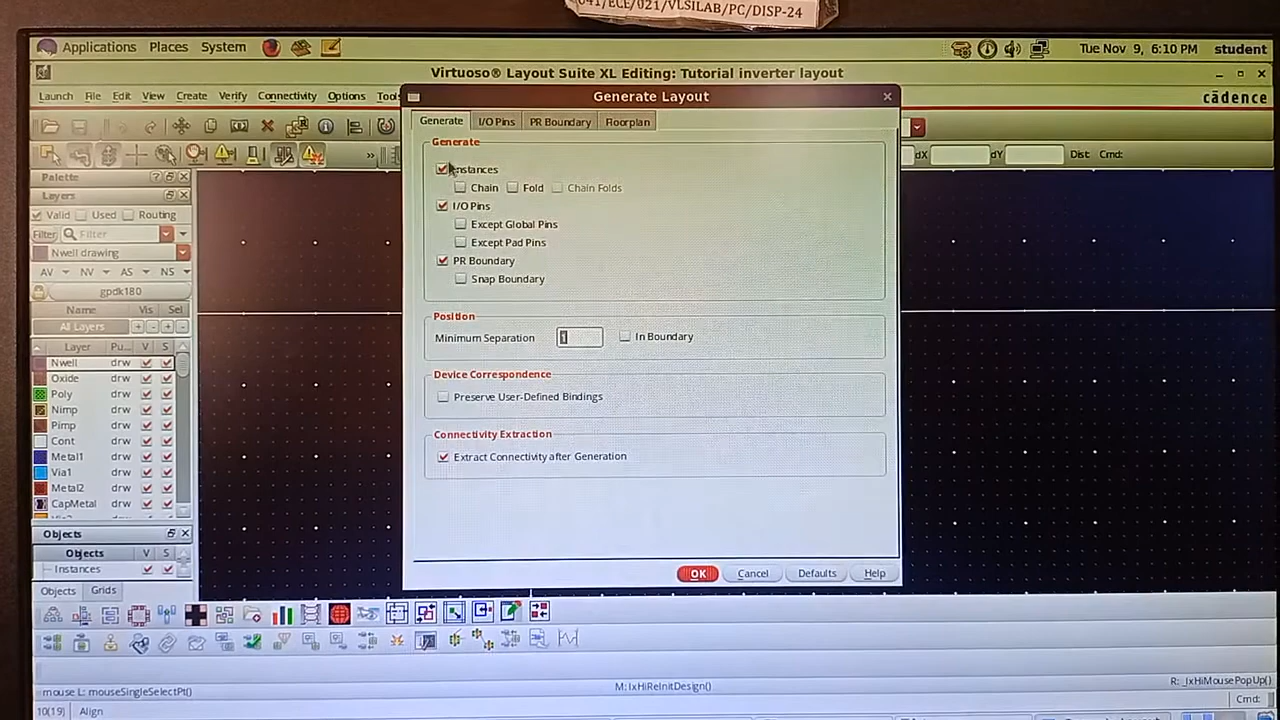 041/ECE/021/VLSILAB/PC/DISP-24
Applications Places System
Tue Nov 9, 6:10 PM student
Virtuoso® Layout Suite XL Editing: Tutorial inverter layout
Launch File Edit View Create Verify Connectivity Options Tools
cādence
Generate Layout
Generate I/O Pins PR Boundary Floorplan
dX dY Dist: Cmd:
Palette
Layers
Valid Used Routing
Filter Filter
Nwell drawing
AV NV AS NS
gpdk180
Name Vis Sel
All Layers + - + -
Layer Pu... V S
Nwell drw
Oxide drw
Poly drw
Nimp drw
Pimp drw
Cont drw
Metal1 drw
Via1 drw
Metal2 drw
CapMetal drw
Objects
Objects V S
Instances
Objects Grids
Generate
Instances
Chain Fold Chain Folds
I/O Pins
Except Global Pins
Except Pad Pins
PR Boundary
Snap Boundary
Position
Minimum Separation 1 In Boundary
Device Correspondence
Preserve User-Defined Bindings
Connectivity Extraction
Extract Connectivity after Generation
OK Cancel Defaults Help
mouse L: mouseSingleSelectPt()
M: lxHiReInitDesign()
R: _lxHiMousePopUp()
10(19) Align
Cmd: